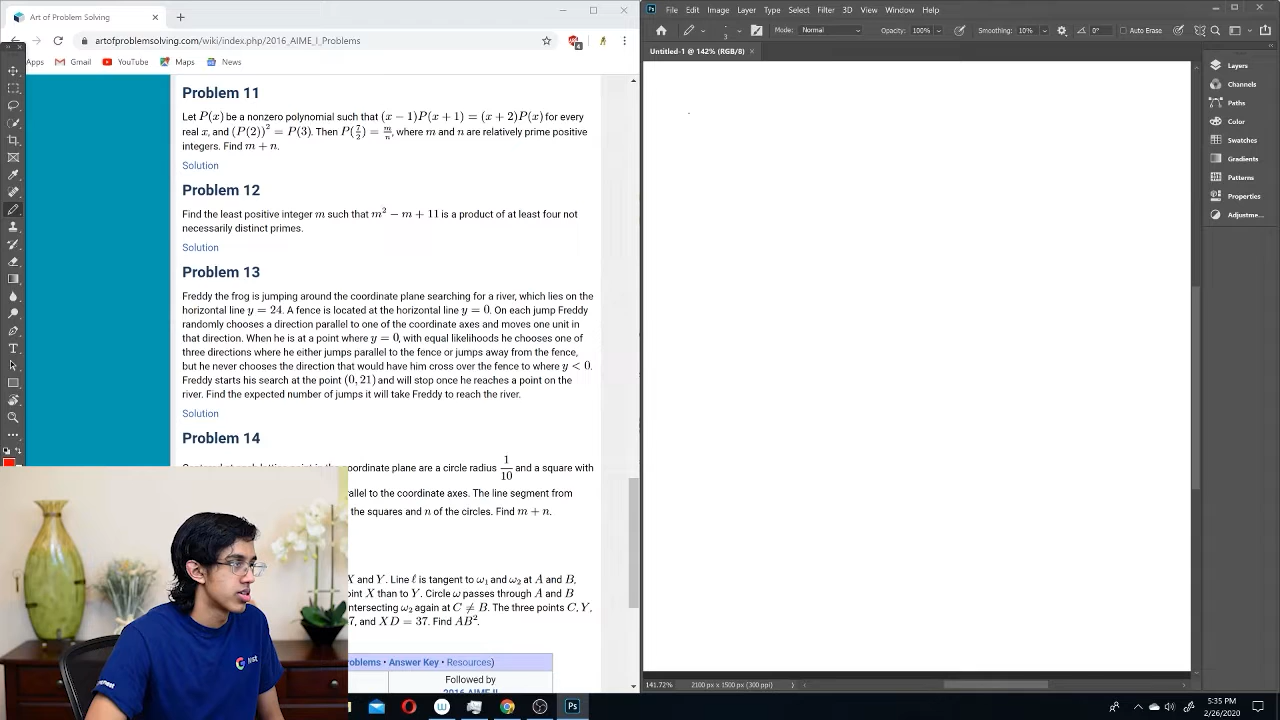 Art of Problem Solving
Ps File Edit Image Layer Type Select Filter 3D View Window Help
artofproblemsolving.com/wiki/index.php/2016_AIME_I_Problems
4
3 Mode: Normal Opacity: 100% Smoothing: 10% 0° Auto Erase
Apps Gmail YouTube Maps News
Untitled-1 @ 142% (RGB/8)
Problem 11
Let P(x) be a nonzero polynomial such that (x − 1)P(x + 1) = (x + 2)P(x) for every
real x, and (P(2))² = P(3). Then P(7/2) = m/n, where m and n are relatively prime positive
integers. Find m + n.
Solution
Problem 12
Find the least positive integer m such that m² − m + 11 is a product of at least four not
necessarily distinct primes.
Solution
Problem 13
Freddy the frog is jumping around the coordinate plane searching for a river, which lies on the
horizontal line y = 24. A fence is located at the horizontal line y = 0. On each jump Freddy
randomly chooses a direction parallel to one of the coordinate axes and moves one unit in
that direction. When he is at a point where y = 0, with equal likelihoods he chooses one of
three directions where he either jumps parallel to the fence or jumps away from the fence,
but he never chooses the direction that would have him cross over the fence to where y < 0.
Freddy starts his search at the point (0, 21) and will stop once he reaches a point on the
river. Find the expected number of jumps it will take Freddy to reach the river.
Solution
Problem 14
oordinate plane are a circle radius 1/10 and a square with
allel to the coordinate axes. The line segment from
the squares and n of the circles. Find m + n.
X and Y. Line ℓ is tangent to ω₁ and ω₂ at A and B,
oint X than to Y. Circle ω passes through A and B
ntersecting ω₂ again at C ≠ B. The three points C, Y,
7, and XD = 37. Find AB².
oblems • Answer Key • Resources)
Followed by
2016 AIME II
Layers
Channels
Paths
Color
Swatches
Gradients
Patterns
Properties
Adjustme...
141.72% 2100 px x 1500 px (300 ppi)
Ps
5:35 PM
2/26/2020